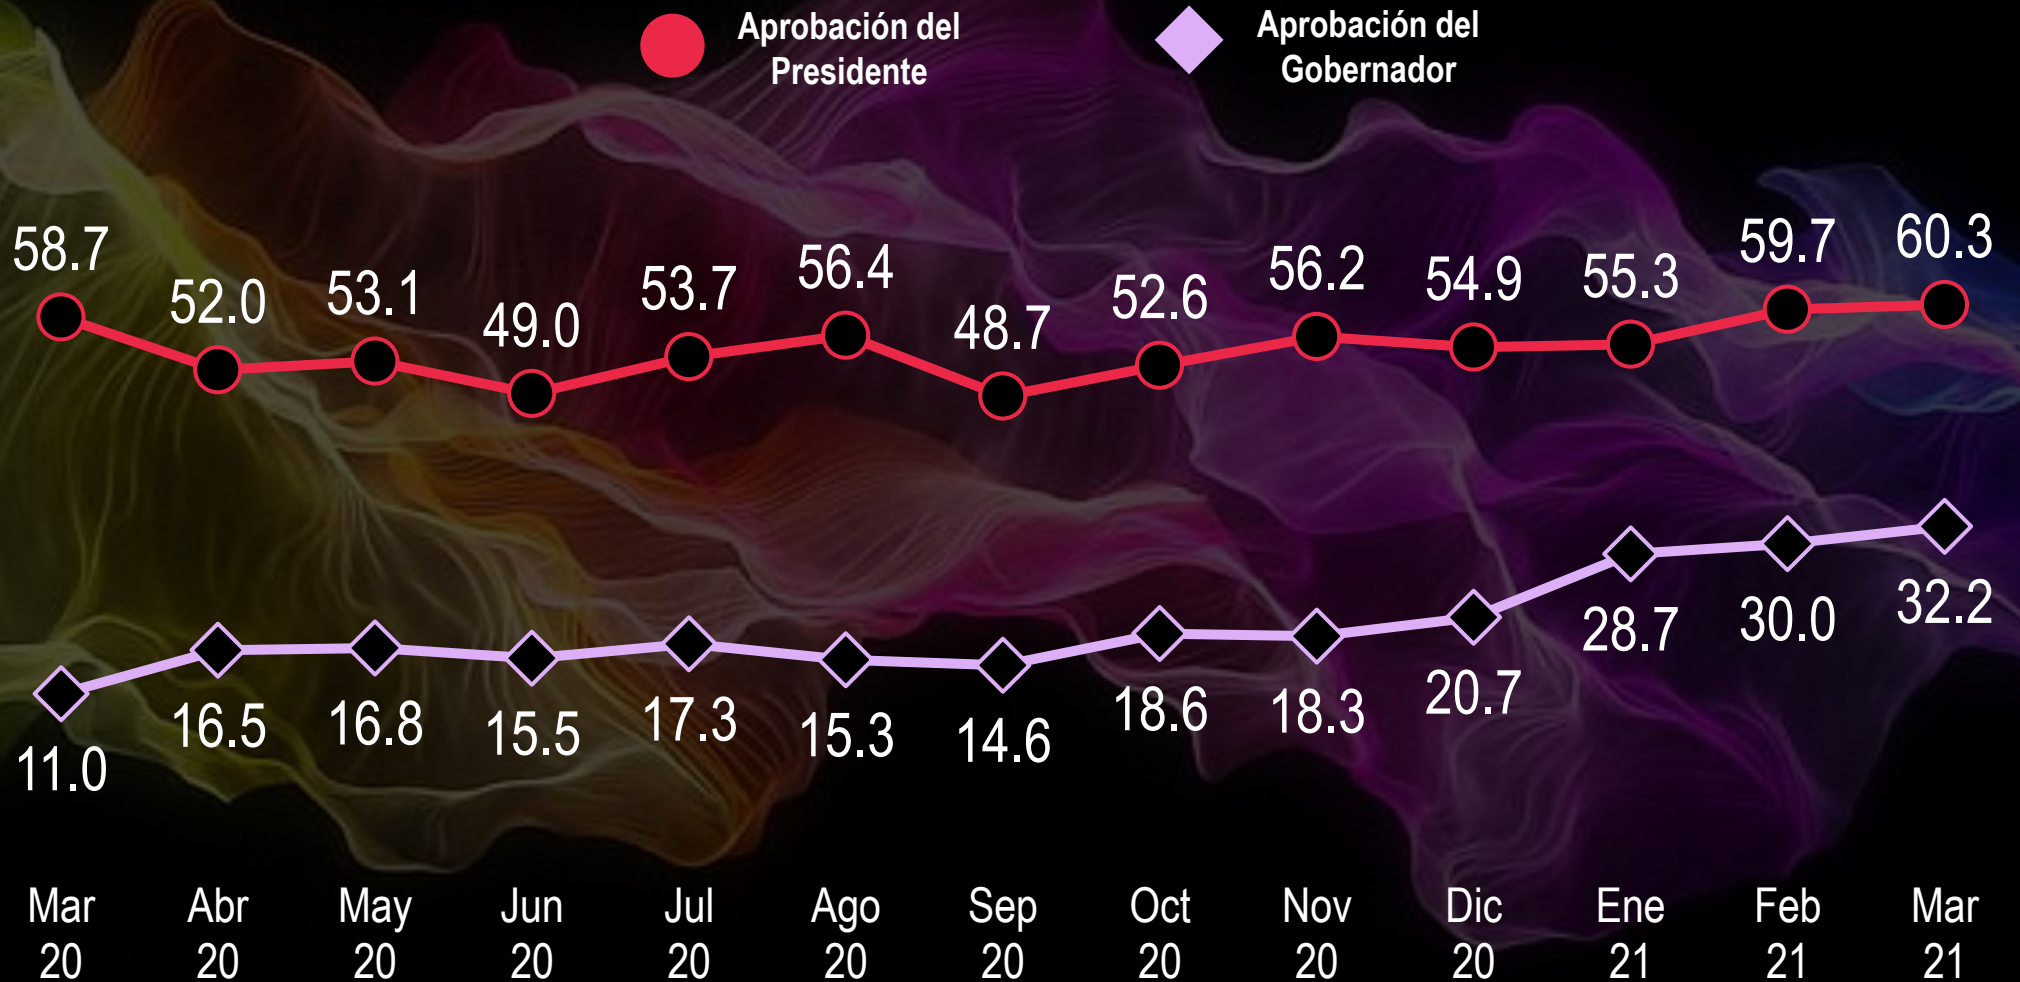 Aprobación del
Presidente
Aprobación del
Gobernador
58.7 52.0 53.1 49.0 53.7 56.4 48.7 52.6 56.2 54.9 55.3 59.7 60.3
11.0 16.5 16.8 15.5 17.3 15.3 14.6 18.6 18.3 20.7 28.7 30.0 32.2
Mar Abr May Jun Jul Ago Sep Oct Nov Dic Ene Feb Mar
20 20 20 20 20 20 20 20 20 20 21 21 21